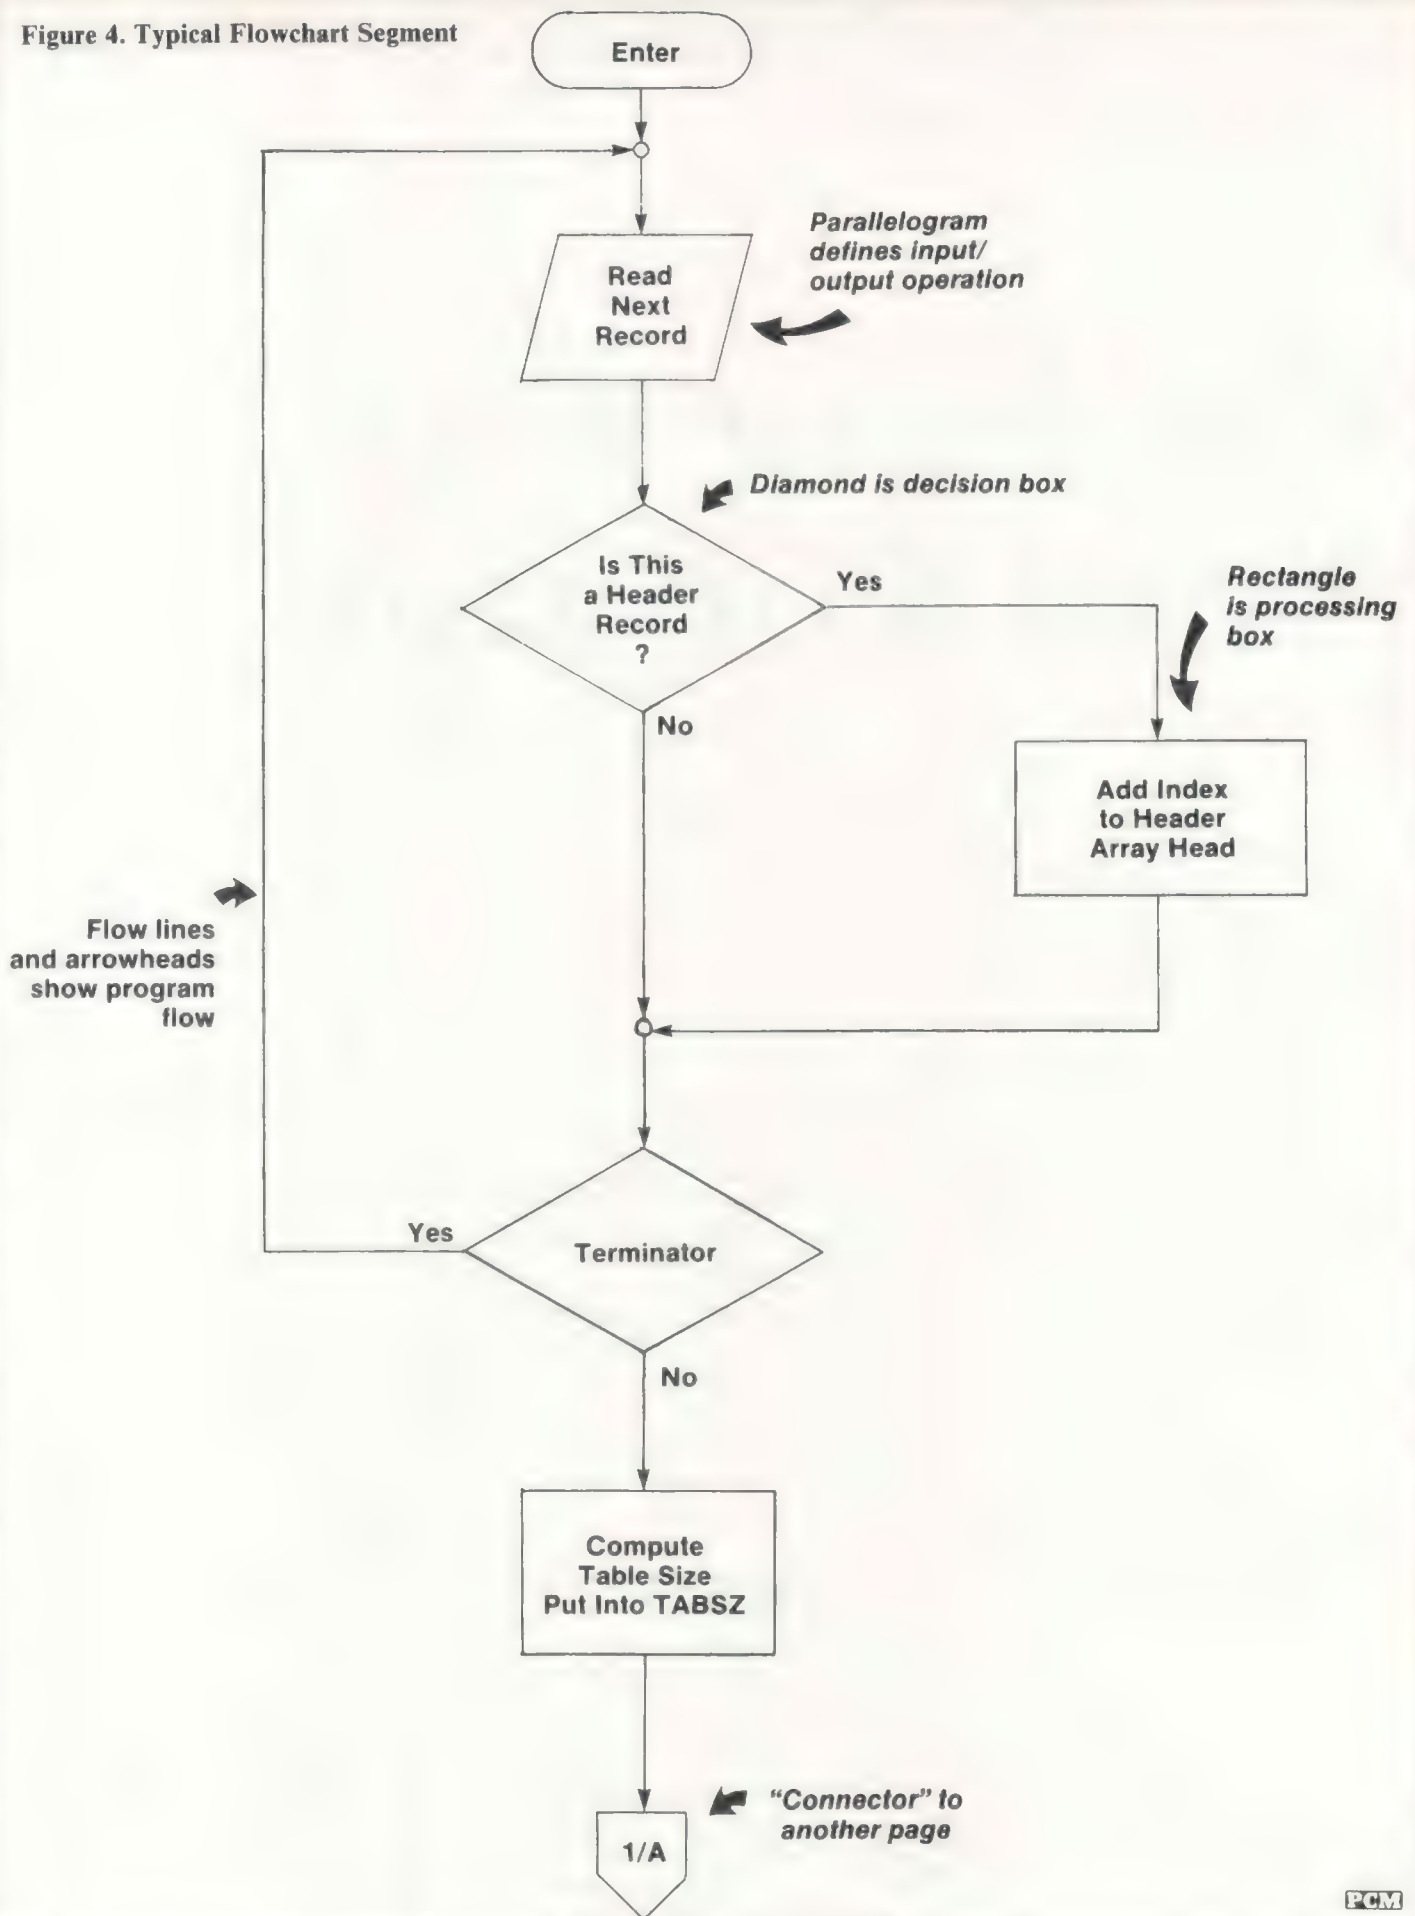 Figure 4. Typical Flowchart Segment
Enter
Parallelogram
defines input/
output operation
Read
Next
Record
Diamond is decision box
Is This
a Header
Record
?
Yes
No
Rectangle
is processing
box
Add Index
to Header
Array Head
Flow lines
and arrowheads
show program
flow
Yes
Terminator
No
Compute
Table Size
Put Into TABSZ
"Connector" to
another page
1/A
PCM